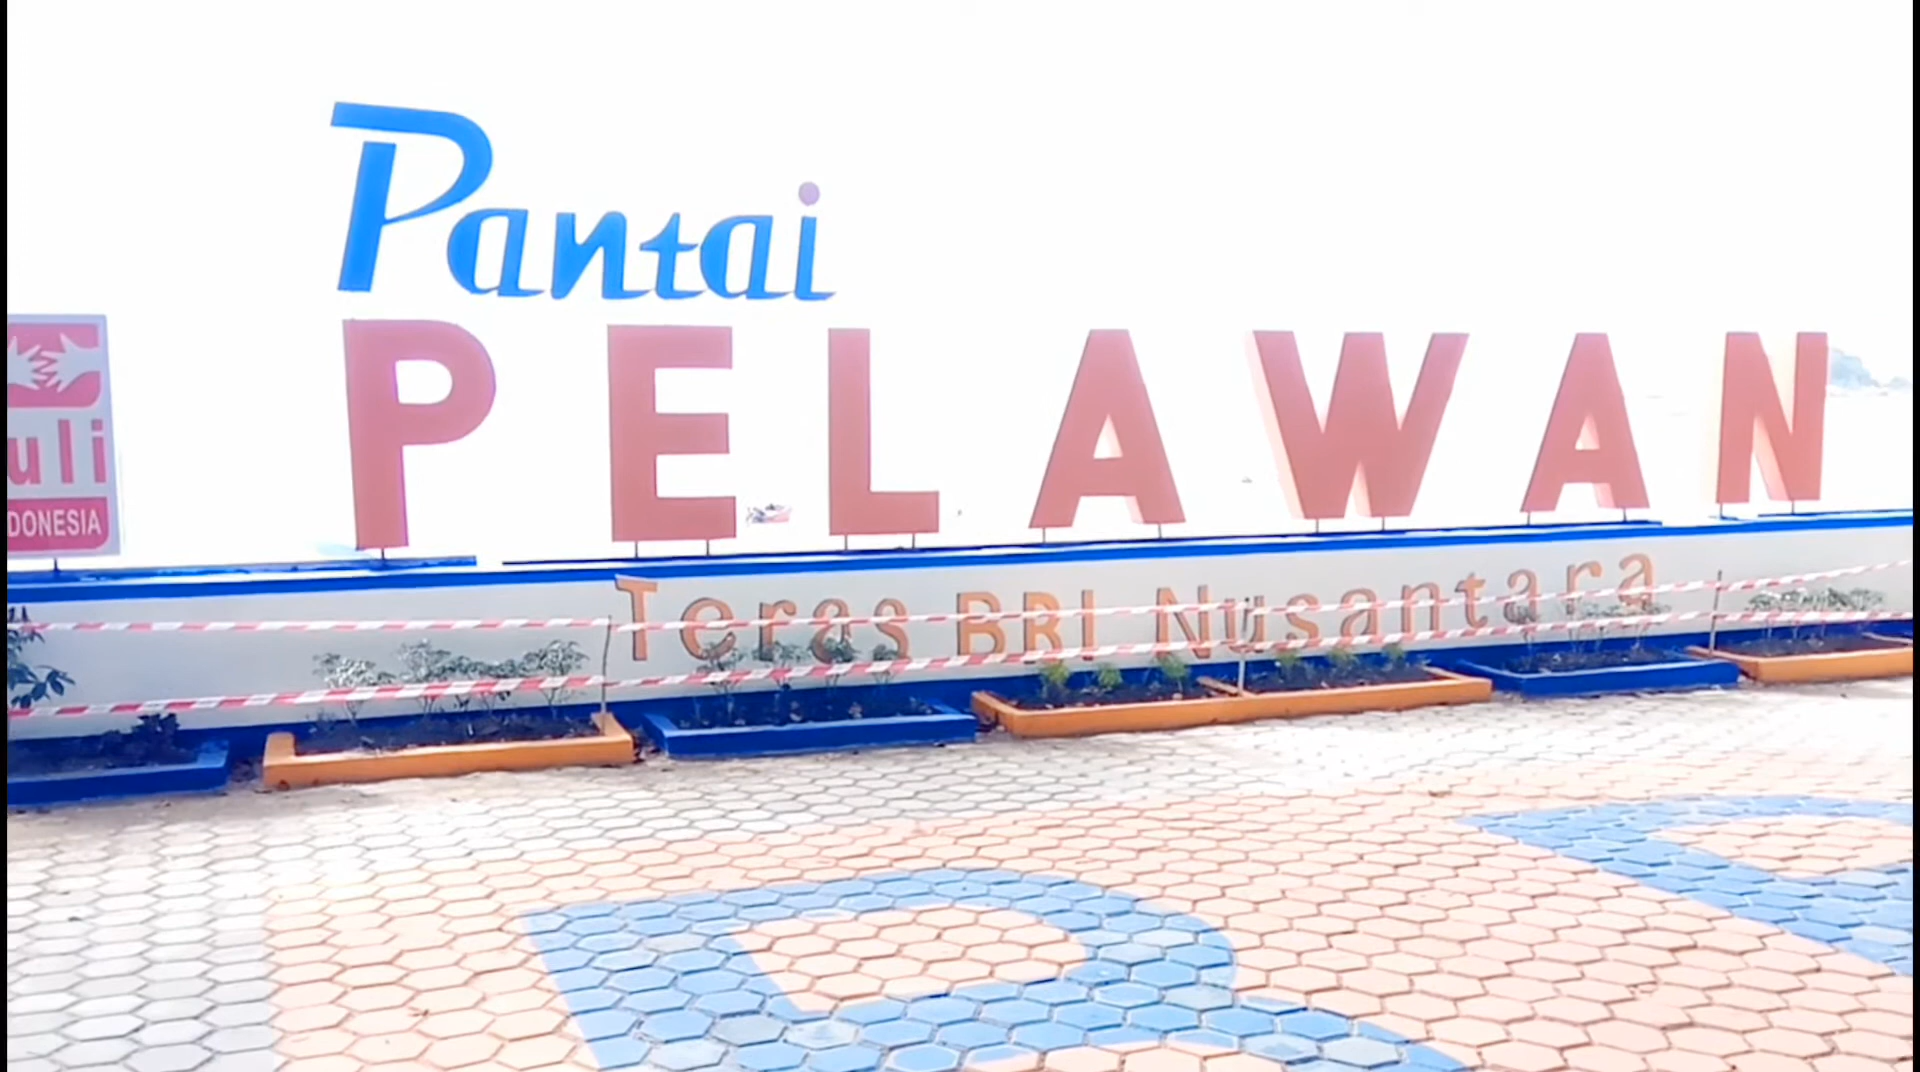 Pantai
PELAWAN
uli
DONESIA
Teras BRI Nusantara
B